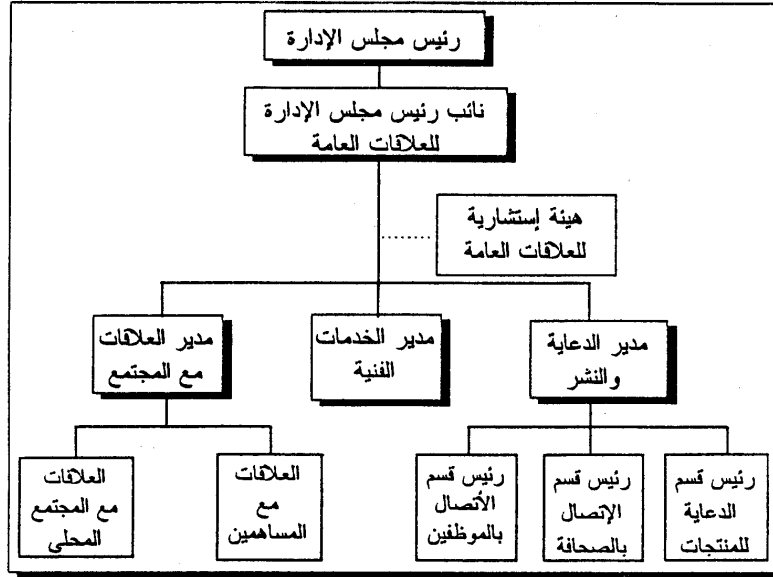 رئيس مجلس الإدارة
نائب رئيس مجلس الإدارة
للعلاقات العامة
هيئة إستشارية
للعلاقات العامة
مدير الدعاية
والنشر
مدير الخدمات
الفنية
مدير العلاقات
مع المجتمع
رئيس قسم
الدعاية
للمنتجات
رئيس قسم
الإتصال
بالصحافة
رئيس قسم
الأتصال
بالموظفين
العلاقات
مع
المساهمين
العلاقات
مع المجتمع
المحلى